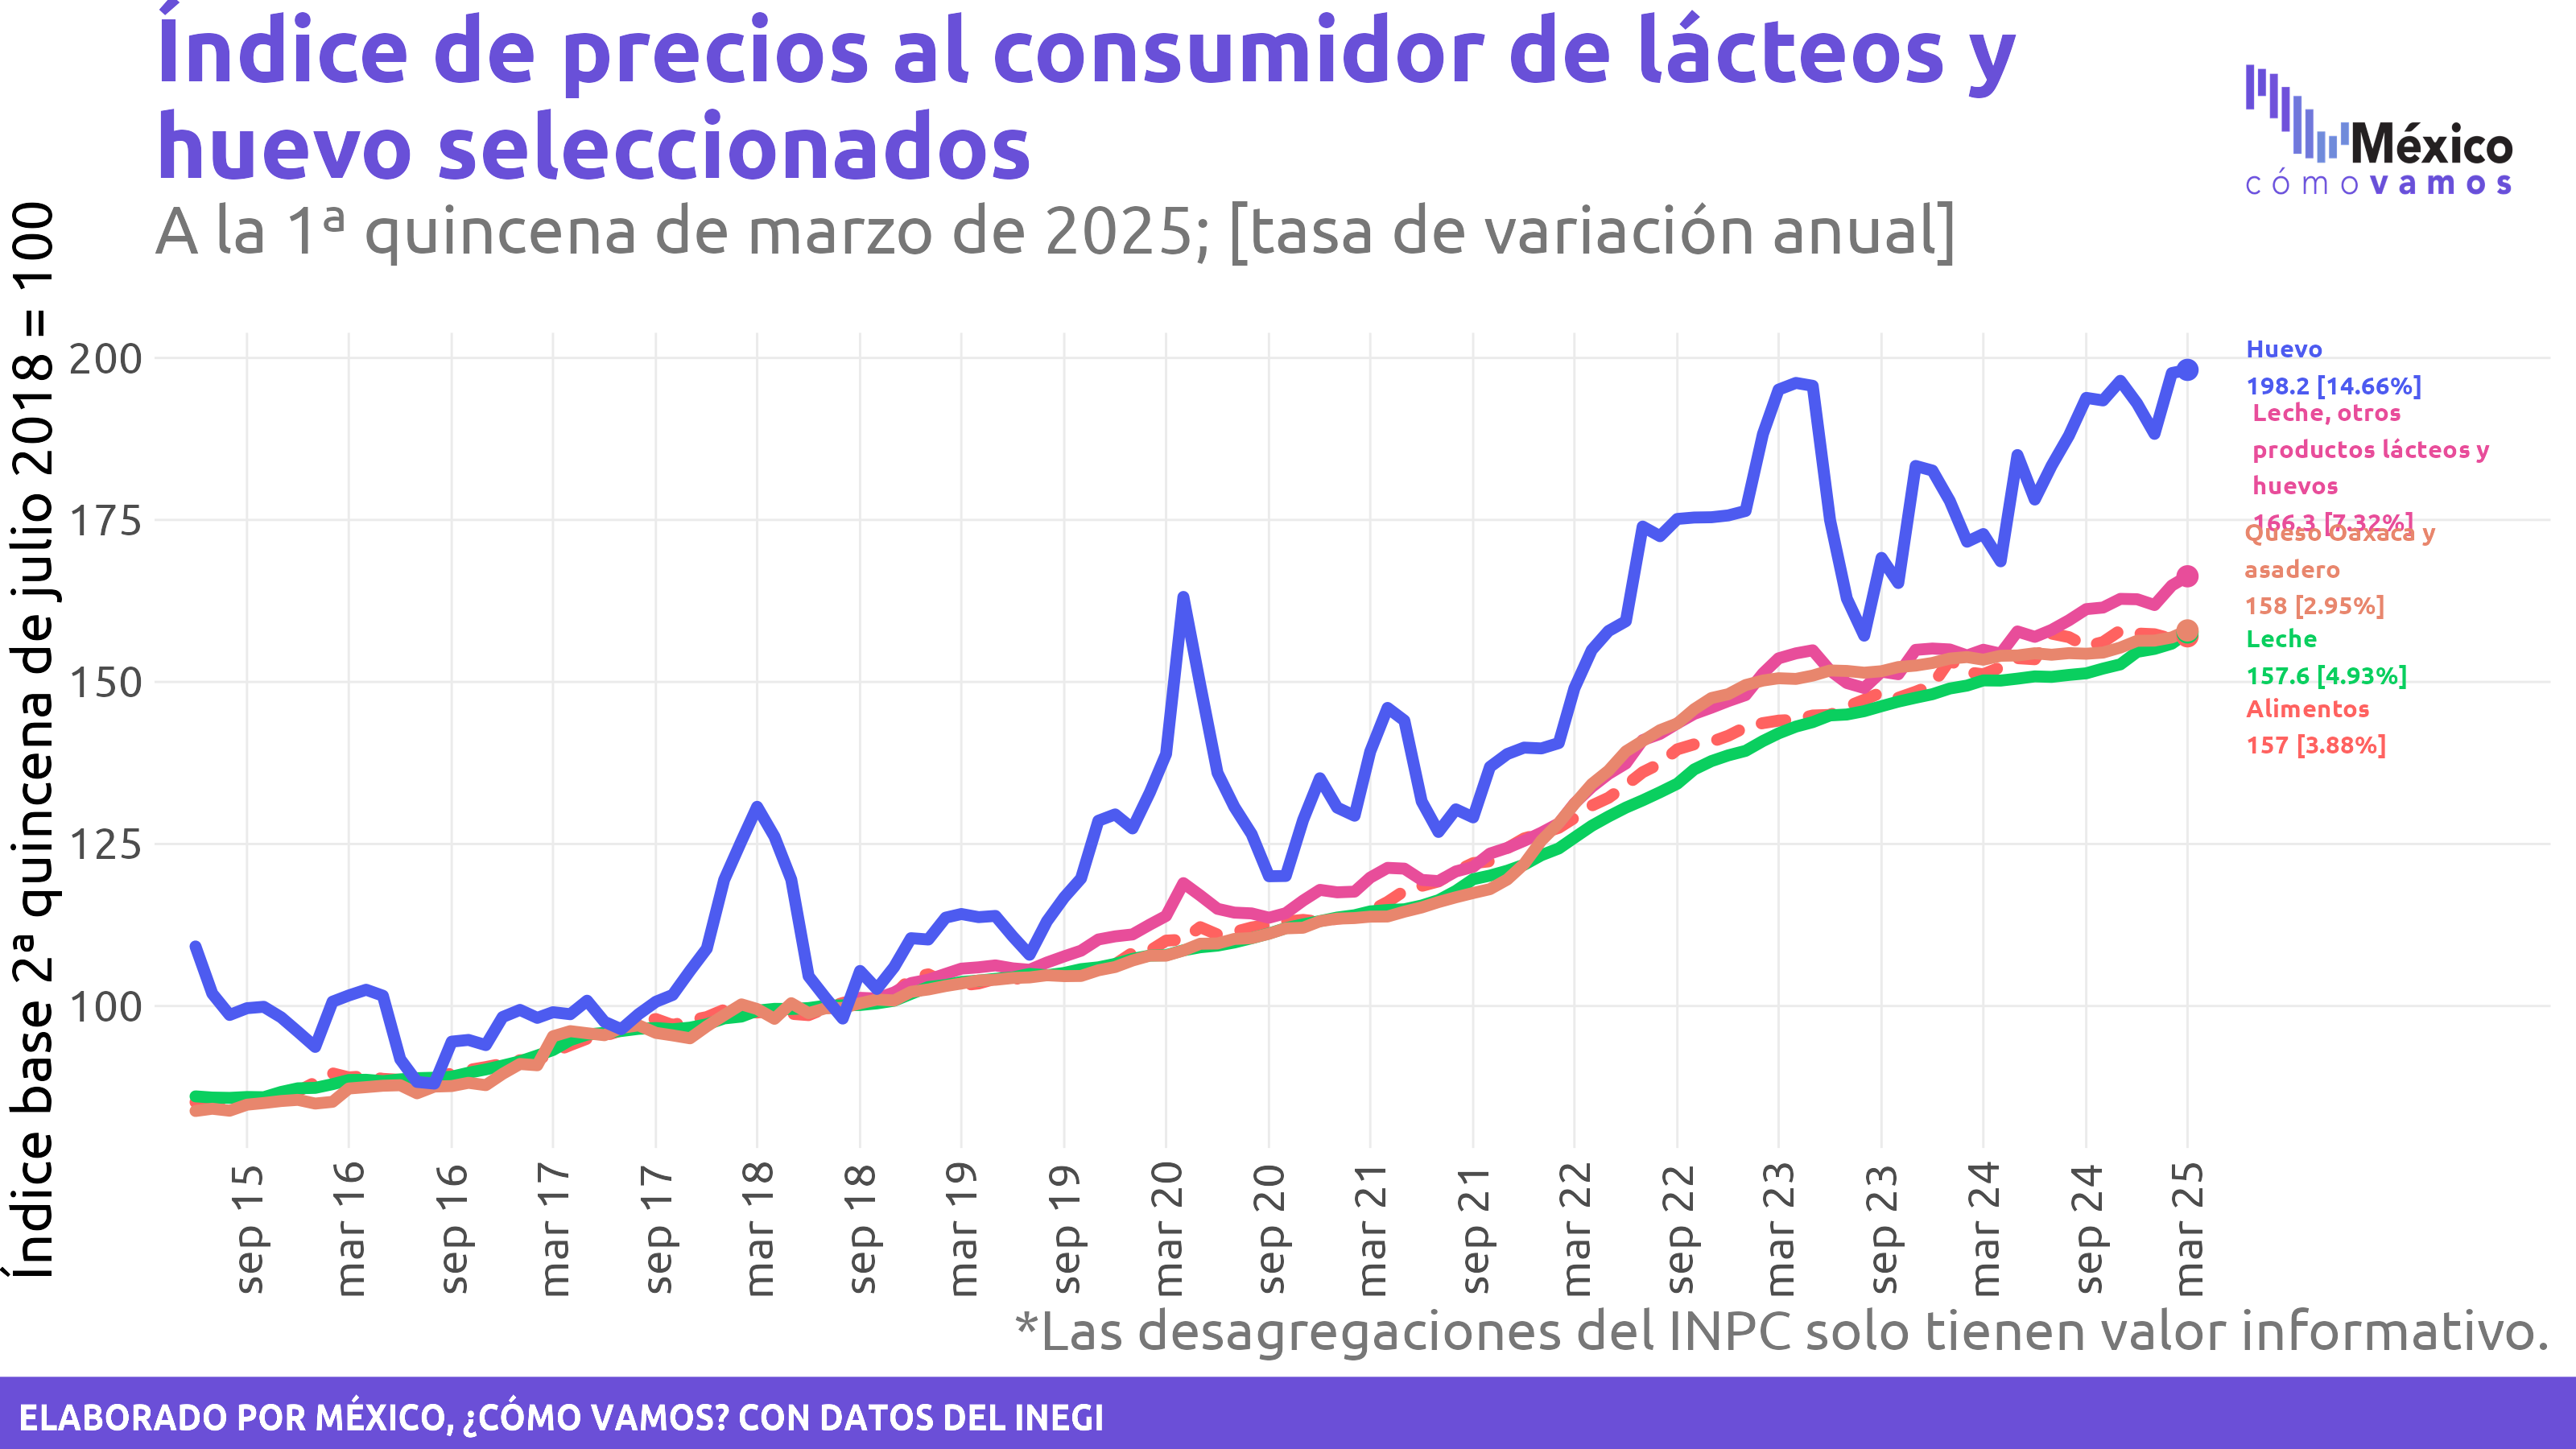 Índice de precios al consumidor de lácteos y
huevo seleccionados
A la 1ª quincena de marzo de 2025; [tasa de variación anual]
México
cómo vamos
Índice base 2ª quincena de julio 2018 = 100
200
175
150
125
100
Huevo
198.2 [14.66%]
Leche, otros
productos lácteos y
huevos
166.3 [7.32%]
Queso Oaxaca y
asadero
158 [2.95%]
Leche
157.6 [4.93%]
Alimentos
157 [3.88%]
sep 15
mar 16
sep 16
mar 17
sep 17
mar 18
sep 18
mar 19
sep 19
mar 20
sep 20
mar 21
sep 21
mar 22
sep 22
mar 23
sep 23
mar 24
sep 24
mar 25
*Las desagregaciones del INPC solo tienen valor informativo.
ELABORADO POR MÉXICO, ¿CÓMO VAMOS? CON DATOS DEL INEGI